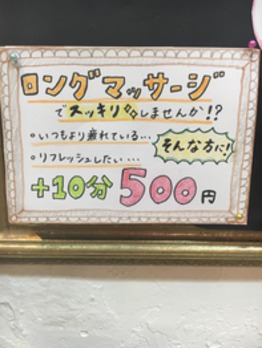 ロングマッサージ
でスッキリしませんか!?
・いつもより疲れている…
・リフレッシュしたい…
そんな方に!
+10分 500円